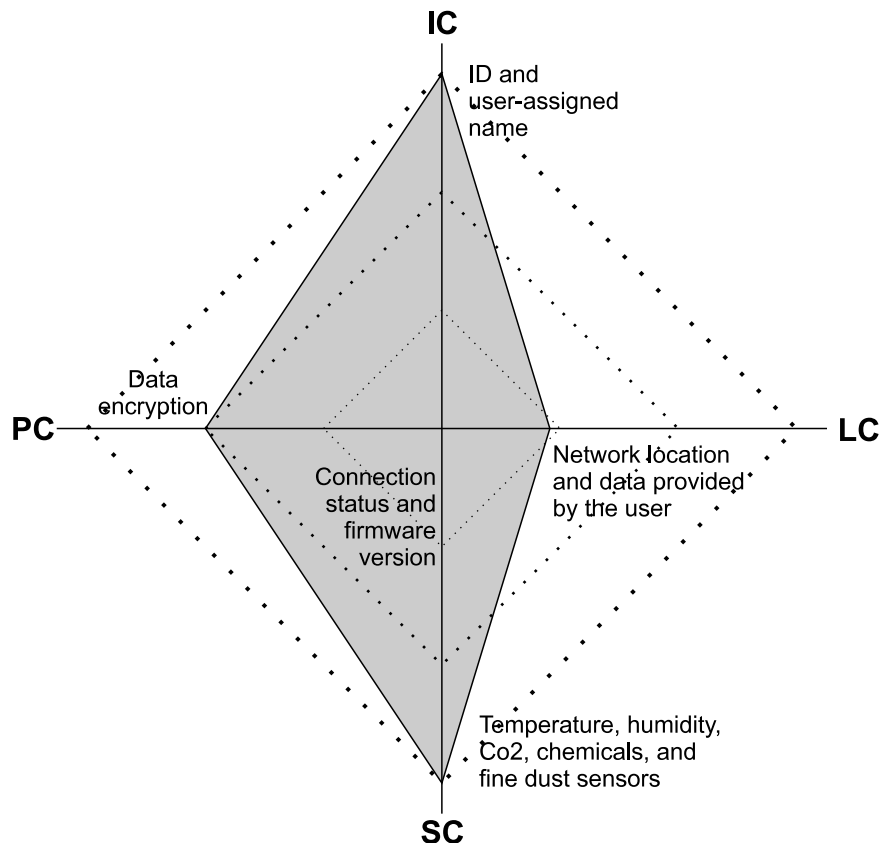 IC
ID and
user-assigned
name
Data
encryption
PC
LC
Network location
and data provided
by the user
Connection
status and
firmware
version
Temperature, humidity,
Co2, chemicals, and
fine dust sensors
SC